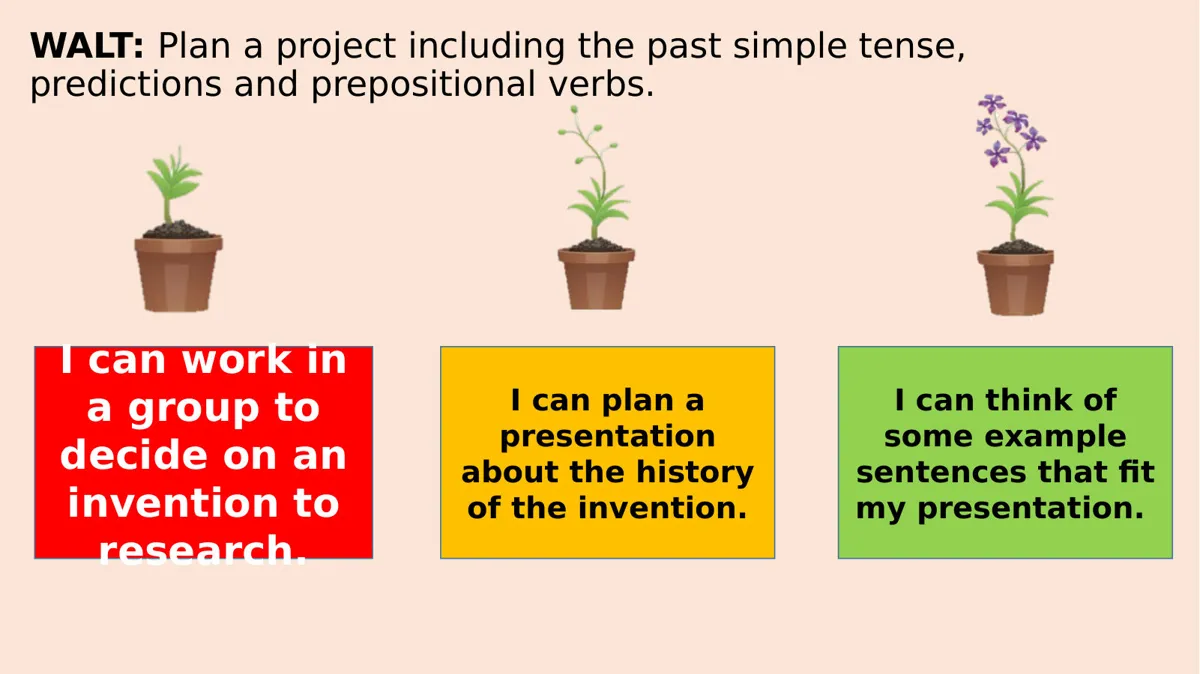 WALT: Plan a project including the past simple tense,
predictions and prepositional verbs.
I can work in
a group to
decide on an
invention to
research.
I can plan a
presentation
about the history
of the invention.
I can think of
some example
sentences that fit
my presentation.